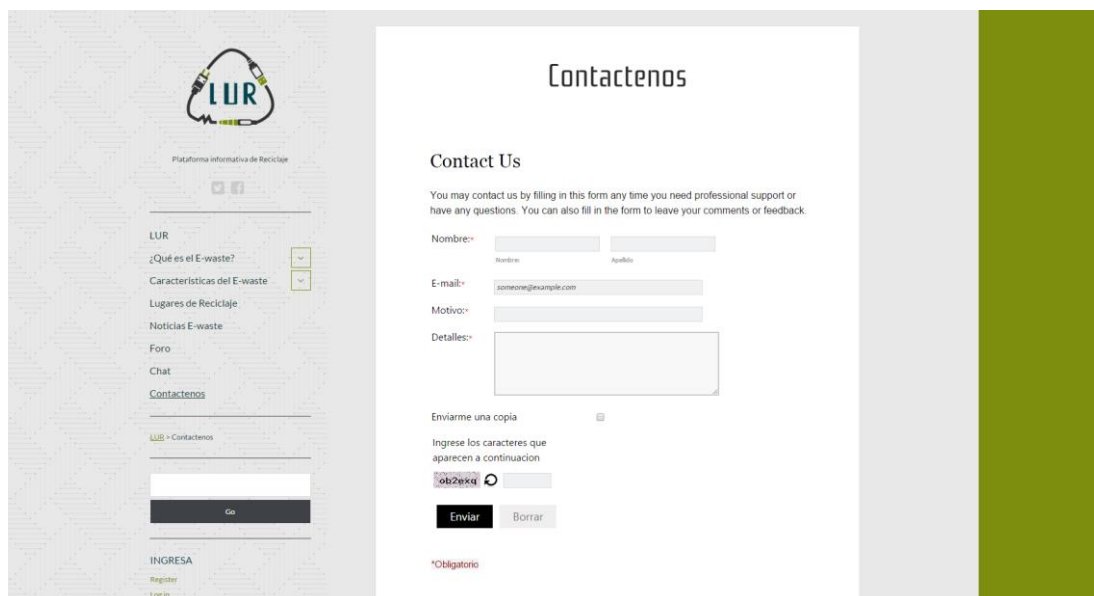 LUR
Plataforma informativa de Reciclaje
LUR
¿Qué es el E-waste?
Características del E-waste
Lugares de Reciclaje
Noticias E-waste
Foro
Chat
Contactenos
LUR > Contactenos
Go
INGRESA
Register
Log in
Contactenos
Contact Us
You may contact us by filling in this form any time you need professional support or
have any questions. You can also fill in the form to leave your comments or feedback.
Nombre:*
Nombre
Apellido
E-mail:*
someone@example.com
Motivo:*
Detalles:*
Enviarme una copia
Ingrese los caracteres que
aparecen a continuacion
ob2exq
Enviar Borrar
*Obligatorio